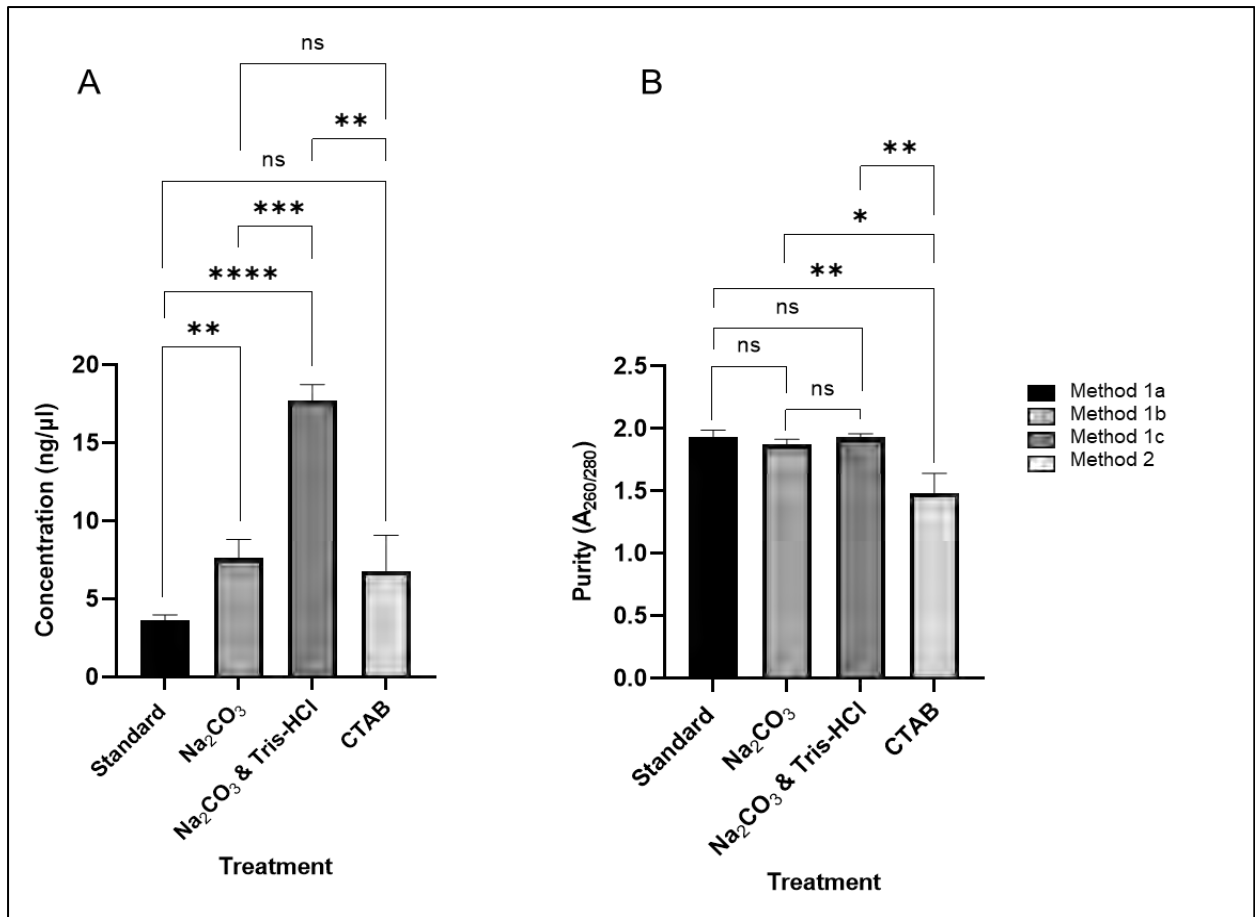 A
ns
**
ns
***
****
**
20
15
10
5
0
Concentration (ng/µl)
Standard
Na₂CO₃
Na₂CO₃ & Tris-HCl
CTAB
Treatment
B
**
*
**
ns
ns
ns
2.5
2.0
1.5
1.0
0.5
0.0
Purity (A₂₆₀/₂₈₀)
Standard
Na₂CO₃
Na₂CO₃ & Tris-HCl
CTAB
Treatment
Method 1a
Method 1b
Method 1c
Method 2